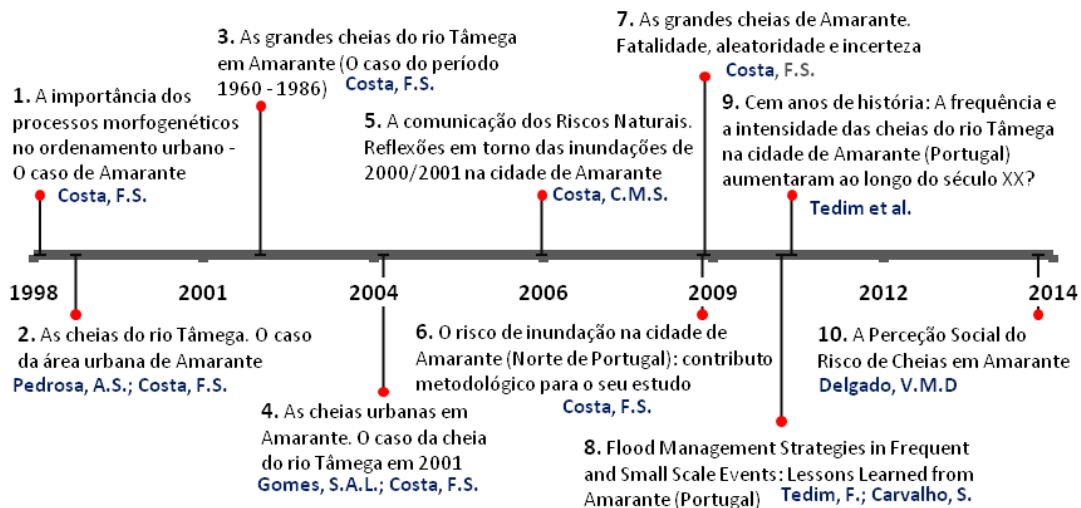 1. A importância dos
processos morfogenéticos
no ordenamento urbano -
O caso de Amarante
Costa, F.S.
3. As grandes cheias do rio Tâmega
em Amarante (O caso do período
1960 - 1986) Costa, F.S.
5. A comunicação dos Riscos Naturais.
Reflexões em torno das inundações de
2000/2001 na cidade de Amarante
Costa, C.M.S.
7. As grandes cheias de Amarante.
Fatalidade, aleatoridade e incerteza
Costa, F.S.
9. Cem anos de história: A frequência e
a intensidade das cheias do rio Tâmega
na cidade de Amarante (Portugal)
aumentaram ao longo do século XX?
Tedim et al.
1998 2001 2004 2006 2009 2012 2014
2. As cheias do rio Tâmega. O caso
da área urbana de Amarante
Pedrosa, A.S.; Costa, F.S.
4. As cheias urbanas em
Amarante. O caso da cheia
do rio Tâmega em 2001
Gomes, S.A.L.; Costa, F.S.
6. O risco de inundação na cidade de
Amarante (Norte de Portugal): contributo
metodológico para o seu estudo
Costa, F.S.
8. Flood Management Strategies in Frequent
and Small Scale Events: Lessons Learned from
Amarante (Portugal) Tedim, F.; Carvalho, S.
10. A Perceção Social do
Risco de Cheias em Amarante
Delgado, V.M.D